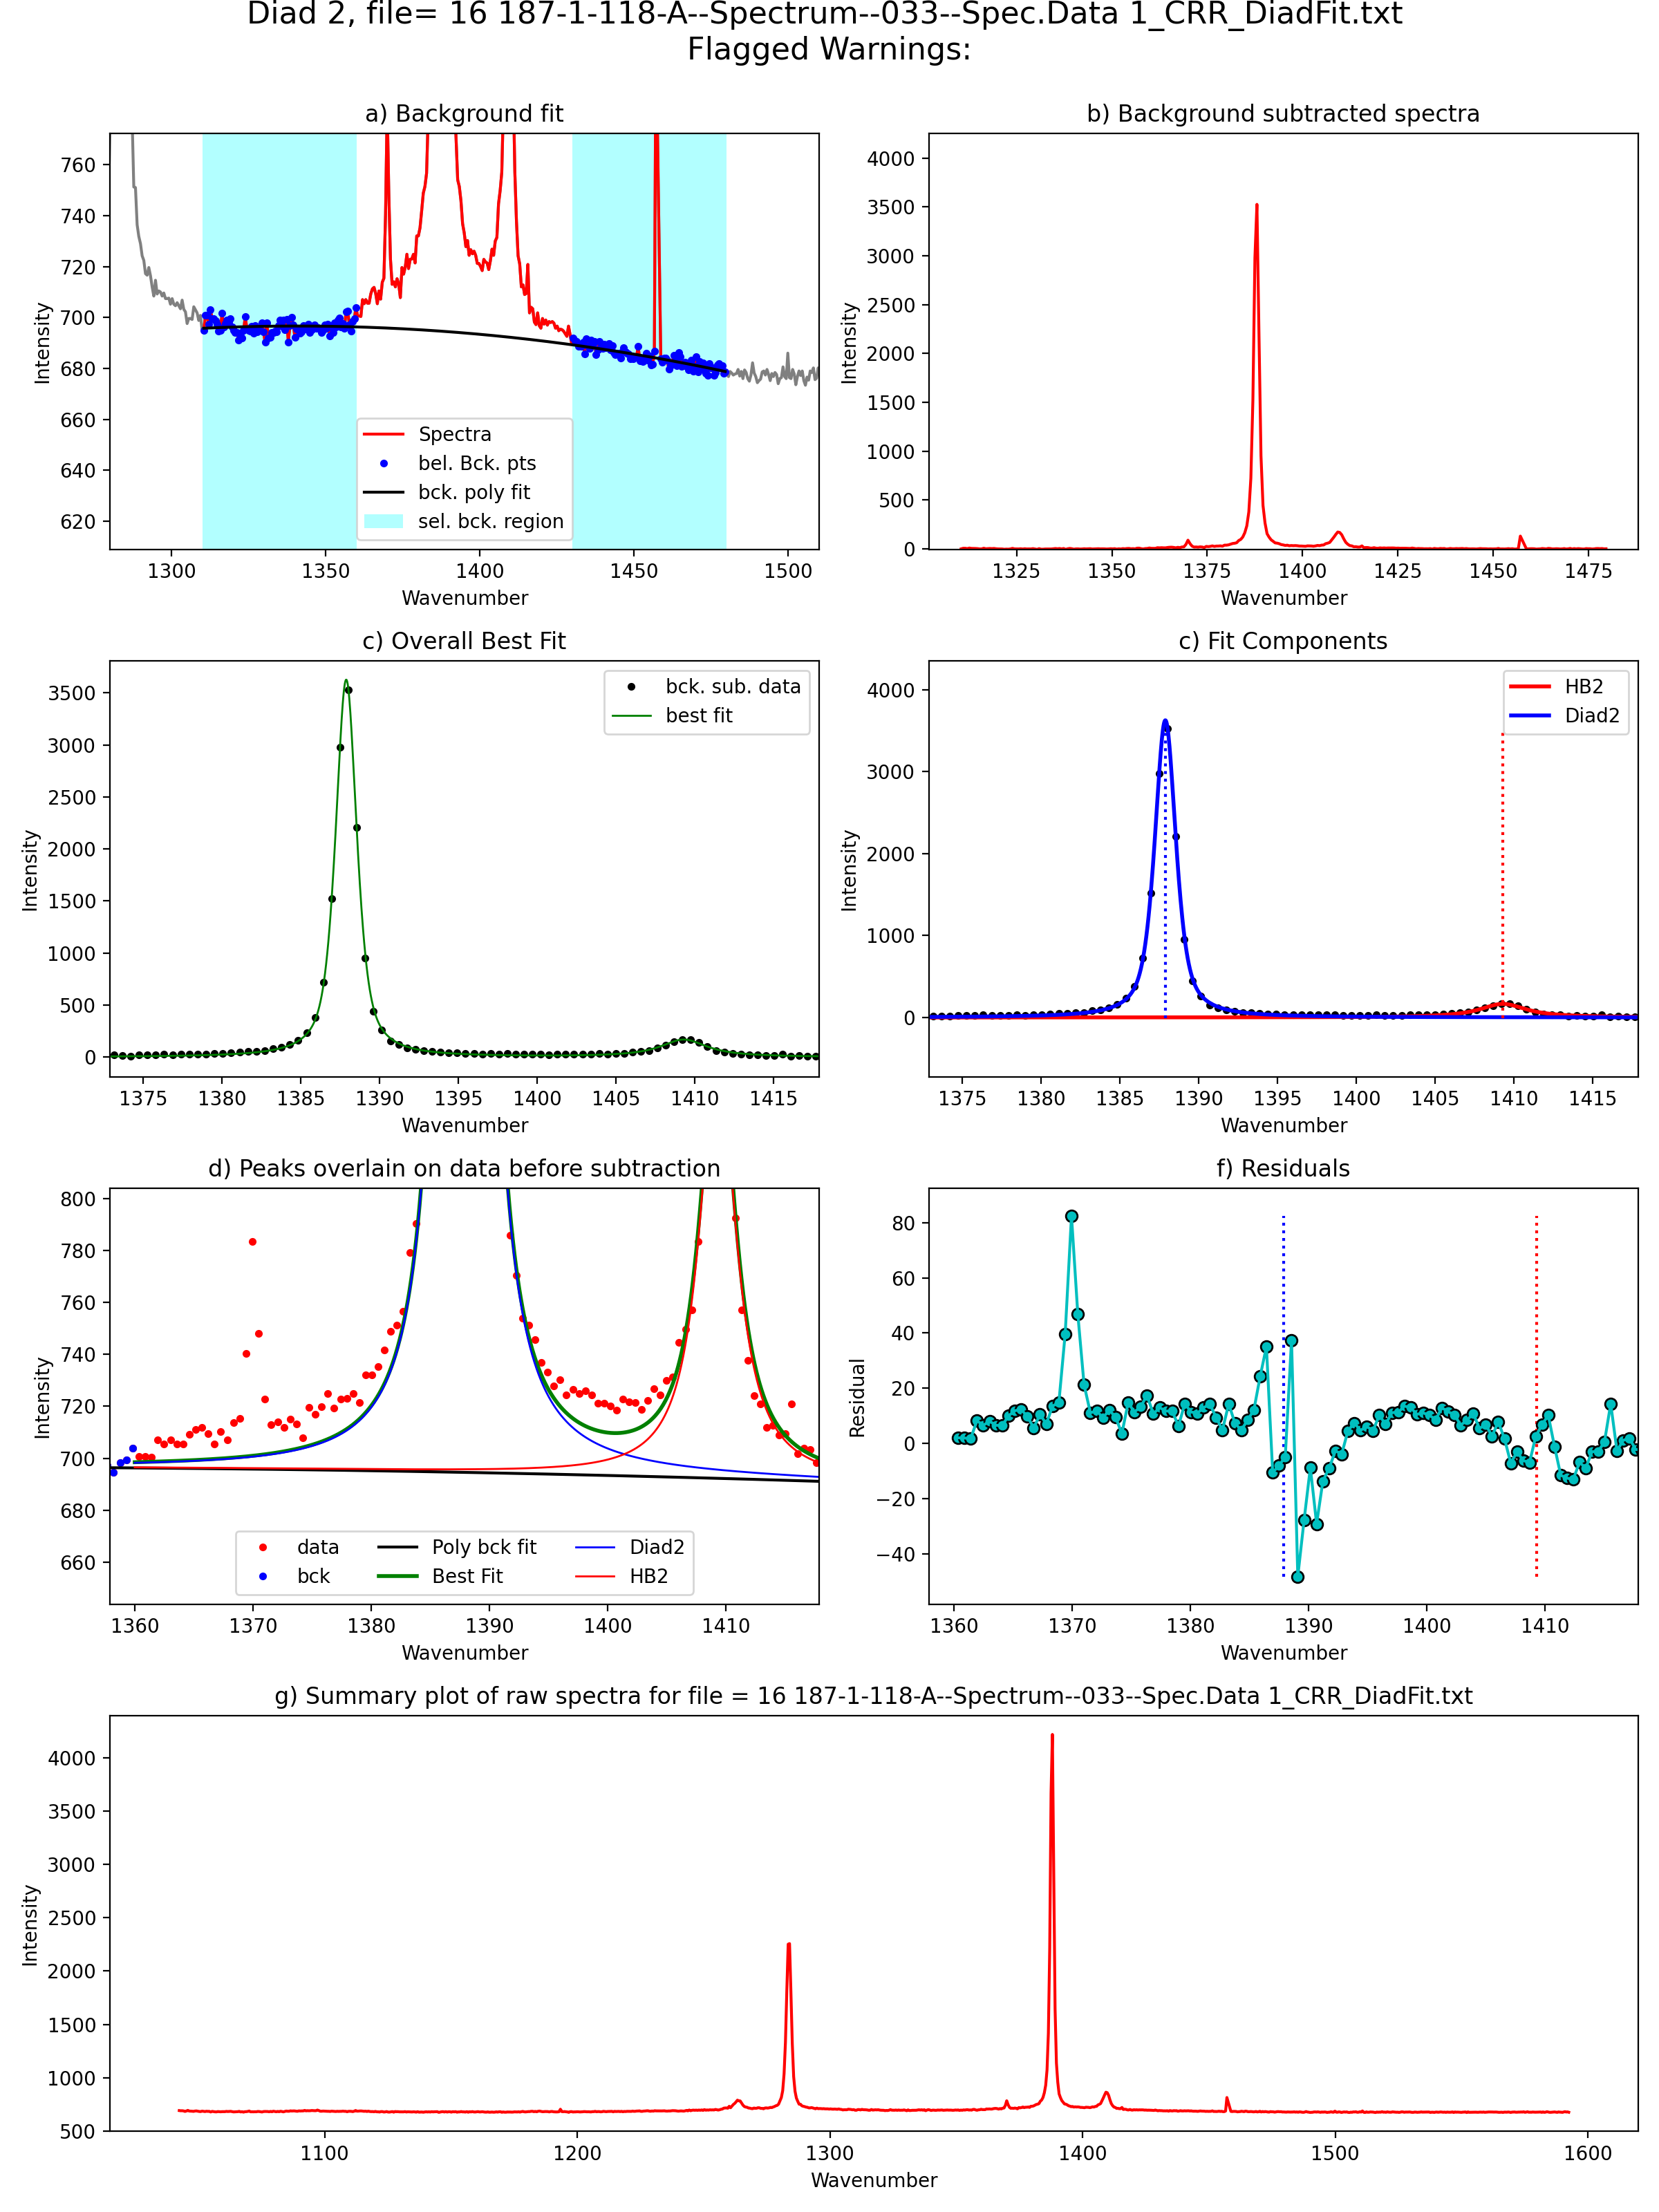 Diad 2, file= 16 187-1-118-A--Spectrum--033--Spec.Data 1_CRR_DiadFit.txt
Flagged Warnings:
a) Background fit
760
740
720
700
680
660
640
620
Intensity
Spectra
bel. Bck. pts
bck. poly fit
sel. bck. region
1300 1350 1400 1450 1500
Wavenumber
b) Background subtracted spectra
4000
3500
3000
2500
2000
1500
1000
500
0
Intensity
1325 1350 1375 1400 1425 1450 1475
Wavenumber
c) Overall Best Fit
3500
3000
2500
2000
1500
1000
500
0
Intensity
bck. sub. data
best fit
1375 1380 1385 1390 1395 1400 1405 1410 1415
Wavenumber
c) Fit Components
4000
3000
2000
1000
0
Intensity
HB2
Diad2
1375 1380 1385 1390 1395 1400 1405 1410 1415
Wavenumber
d) Peaks overlain on data before subtraction
800
780
760
740
720
700
680
660
Intensity
data
bck
Poly bck fit
Best Fit
Diad2
HB2
1360 1370 1380 1390 1400 1410
Wavenumber
f) Residuals
80
60
40
20
0
−20
−40
Residual
1360 1370 1380 1390 1400 1410
Wavenumber
g) Summary plot of raw spectra for file = 16 187-1-118-A--Spectrum--033--Spec.Data 1_CRR_DiadFit.txt
4000
3500
3000
2500
2000
1500
1000
500
Intensity
1100 1200 1300 1400 1500 1600
Wavenumber